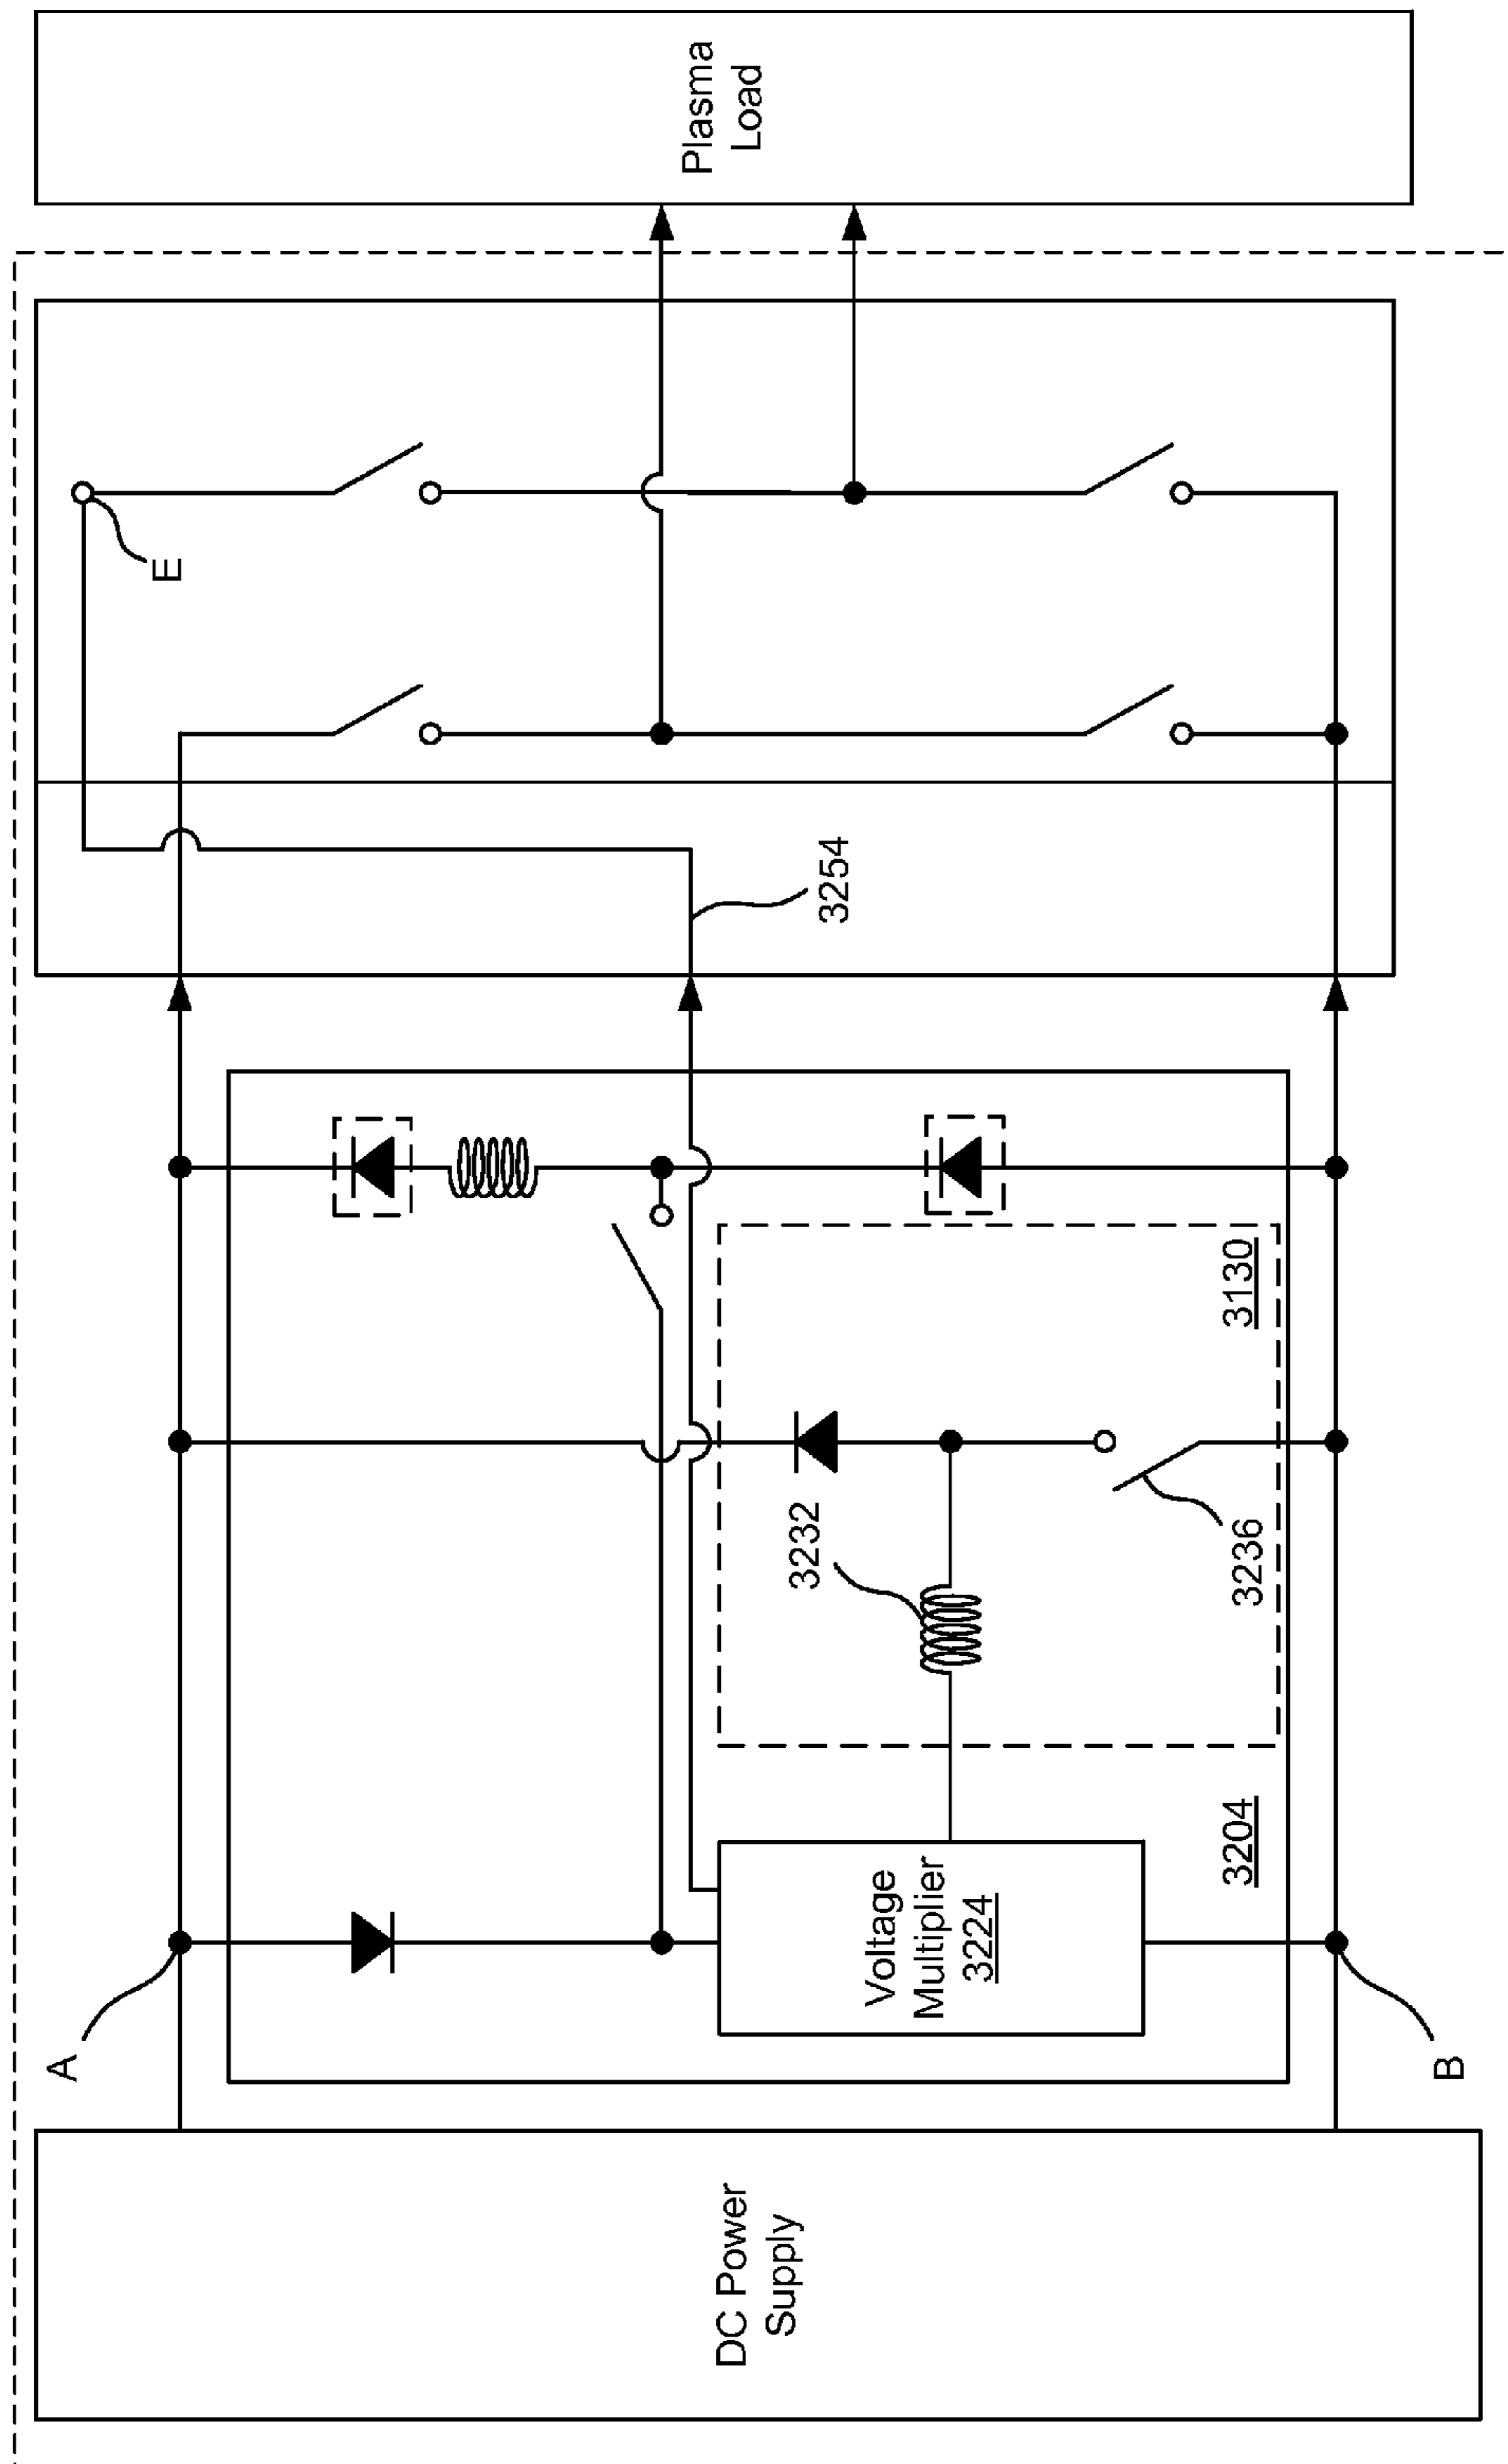 A
B
DC Power
Supply
Voltage
Multiplier
3224
3204
3232
3236
3130
3254
E
Plasma
Load